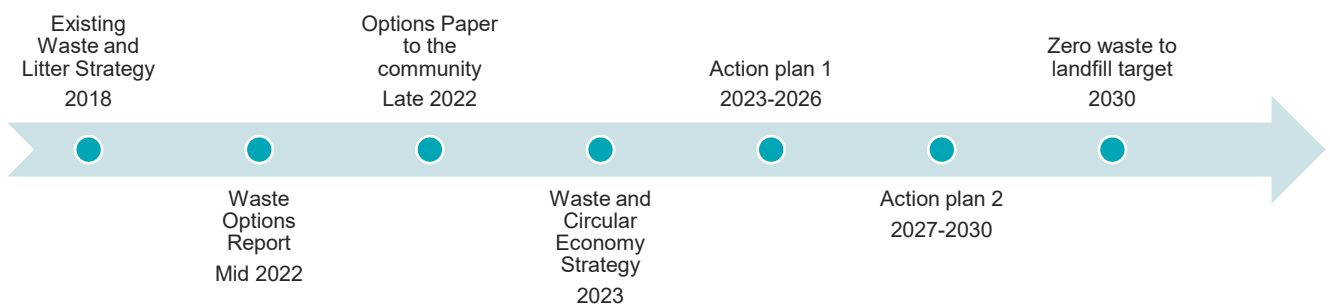 Existing
Waste and
Litter Strategy
2018
Waste
Options
Report
Mid 2022
Options Paper
to the
community
Late 2022
Waste and
Circular
Economy
Strategy
2023
Action plan 1
2023-2026
Action plan 2
2027-2030
Zero waste to
landfill target
2030